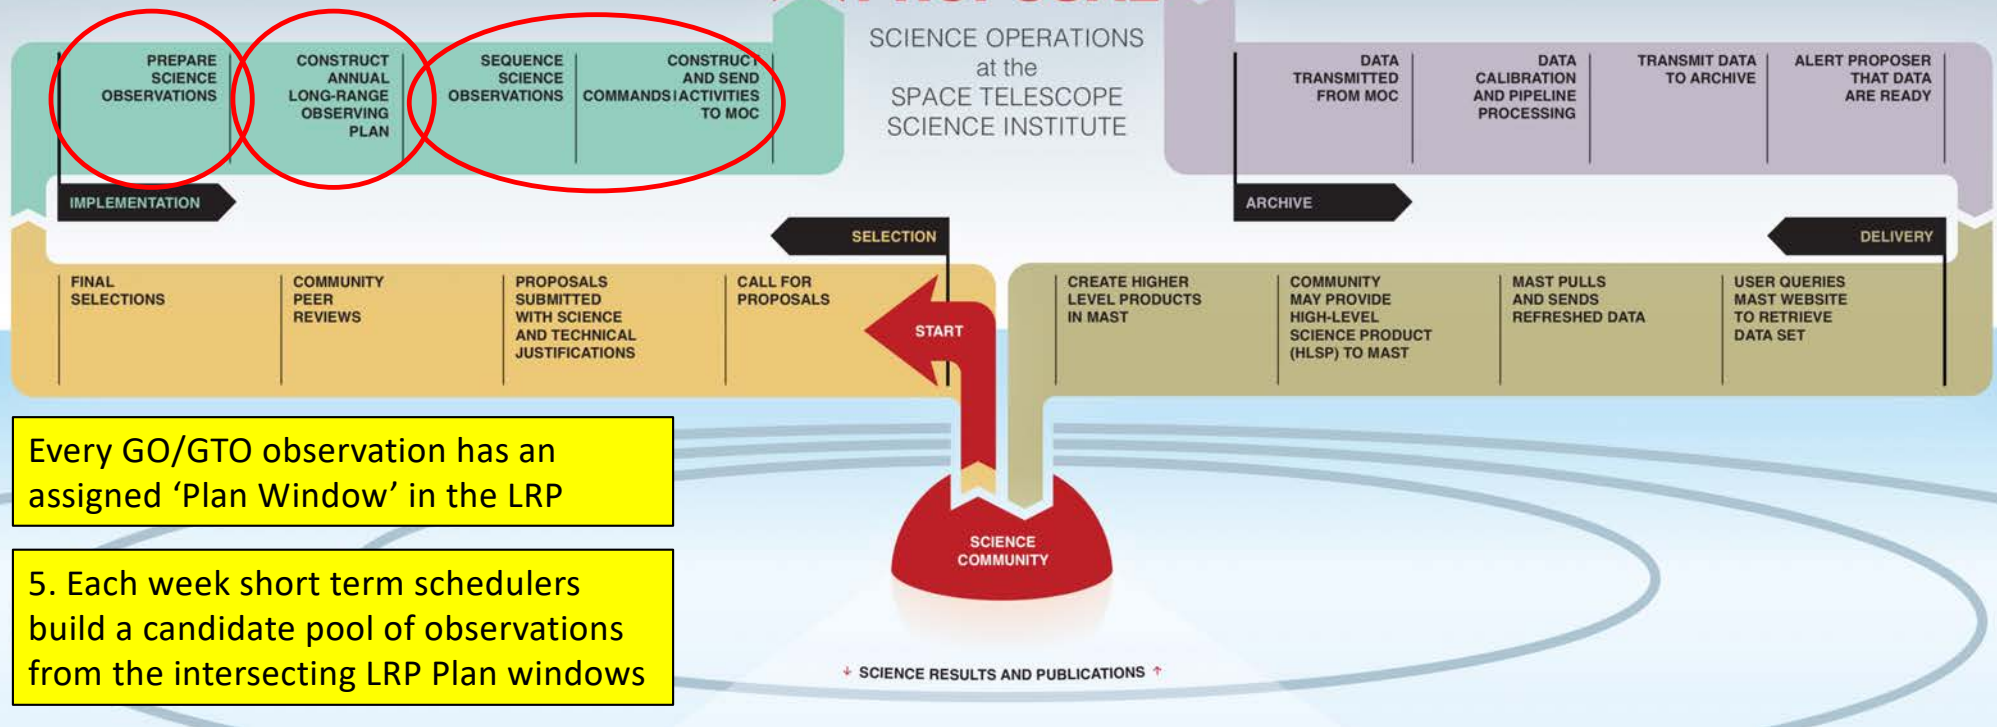 SCIENCE OPERATIONS
at the
SPACE TELESCOPE
SCIENCE INSTITUTE
PREPARE
SCIENCE
OBSERVATIONS
CONSTRUCT
ANNUAL
LONG-RANGE
OBSERVING
PLAN
SEQUENCE
SCIENCE
OBSERVATIONS
CONSTRUCT
AND SEND
COMMANDS|ACTIVITIES
TO MOC
DATA
TRANSMITTED
FROM MOC
DATA
CALIBRATION
AND PIPELINE
PROCESSING
TRANSMIT DATA
TO ARCHIVE
ALERT PROPOSER
THAT DATA
ARE READY
IMPLEMENTATION
ARCHIVE
SELECTION
DELIVERY
FINAL
SELECTIONS
COMMUNITY
PEER
REVIEWS
PROPOSALS
SUBMITTED
WITH SCIENCE
AND TECHNICAL
JUSTIFICATIONS
CALL FOR
PROPOSALS
START
CREATE HIGHER
LEVEL PRODUCTS
IN MAST
COMMUNITY
MAY PROVIDE
HIGH-LEVEL
SCIENCE PRODUCT
(HLSP) TO MAST
MAST PULLS
AND SENDS
REFRESHED DATA
USER QUERIES
MAST WEBSITE
TO RETRIEVE
DATA SET
Every GO/GTO observation has an
assigned ‘Plan Window’ in the LRP
5. Each week short term schedulers
build a candidate pool of observations
from the intersecting LRP Plan windows
SCIENCE
COMMUNITY
↓ SCIENCE RESULTS AND PUBLICATIONS ↑